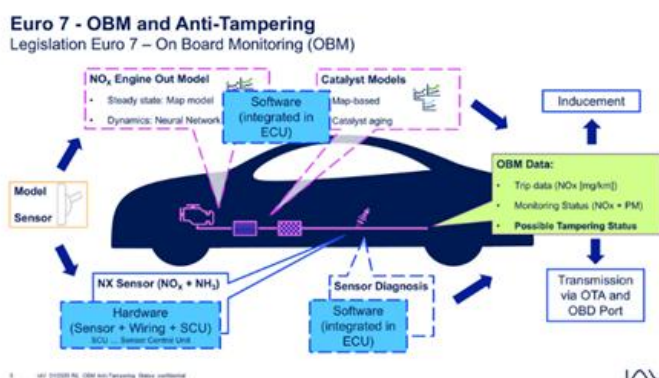 Euro 7 - OBM and Anti-Tampering
Legislation Euro 7 – On Board Monitoring (OBM)
NOx Engine Out Model
• Steady state: Map model
• Dynamics: Neural Network
Software
(integrated in
ECU)
Catalyst Models
Map-based
Catalyst aging
Inducement
Model
Sensor
OBM Data:
• Trip data (NOx [mg/km])
• Monitoring Status (NOx + PM)
• Possible Tampering Status
NX Sensor (NOx + NH3)
Hardware
(Sensor + Wiring + SCU)
SCU ... Sensor Control Unit
Sensor Diagnosis
Software
(integrated in
ECU)
Transmission
via OTA and
OBD Port
OBM Anti-Tampering